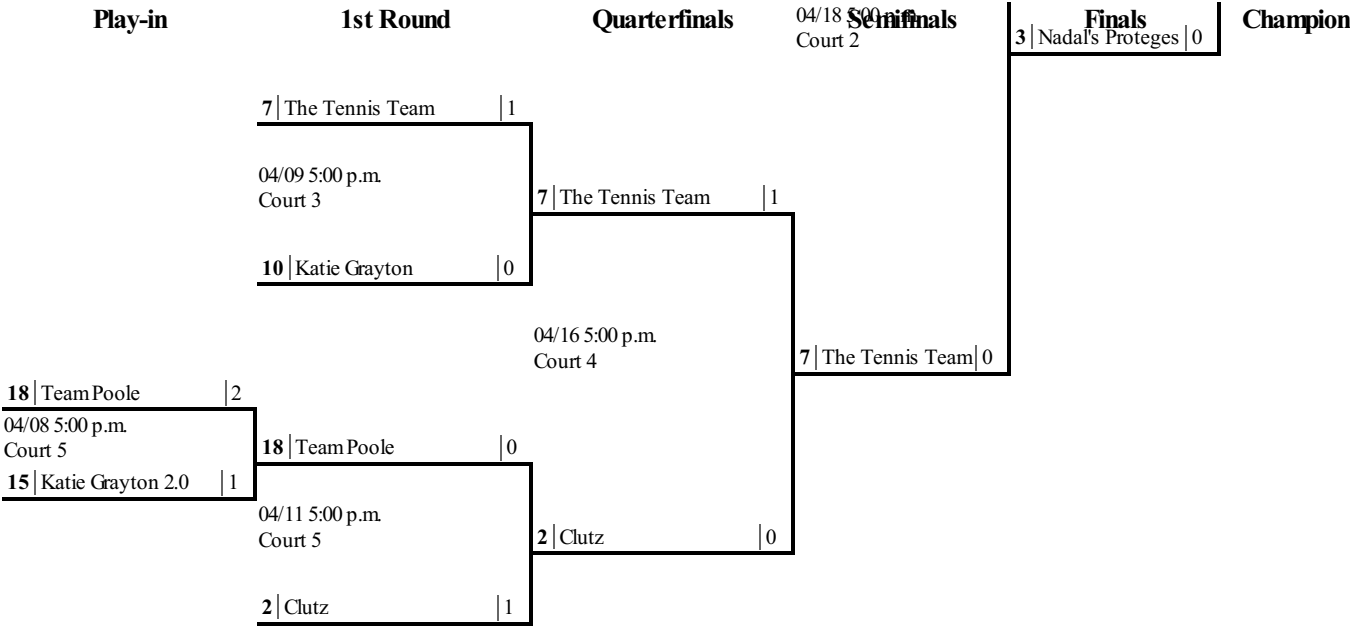 Play-in 1st Round Quarterfinals Semifinals Finals Champion
04/18 5:00 p.m.
Court 2
3 Nadal's Proteges 0
7 The Tennis Team 1
04/09 5:00 p.m.
Court 3
7 The Tennis Team 1
10 Katie Grayton 0
04/16 5:00 p.m.
Court 4
7 The Tennis Team 0
18 Team Poole 2
04/08 5:00 p.m.
Court 5
18 Team Poole 0
15 Katie Grayton 2.0 1
04/11 5:00 p.m.
Court 5
2 Clutz 0
2 Clutz 1